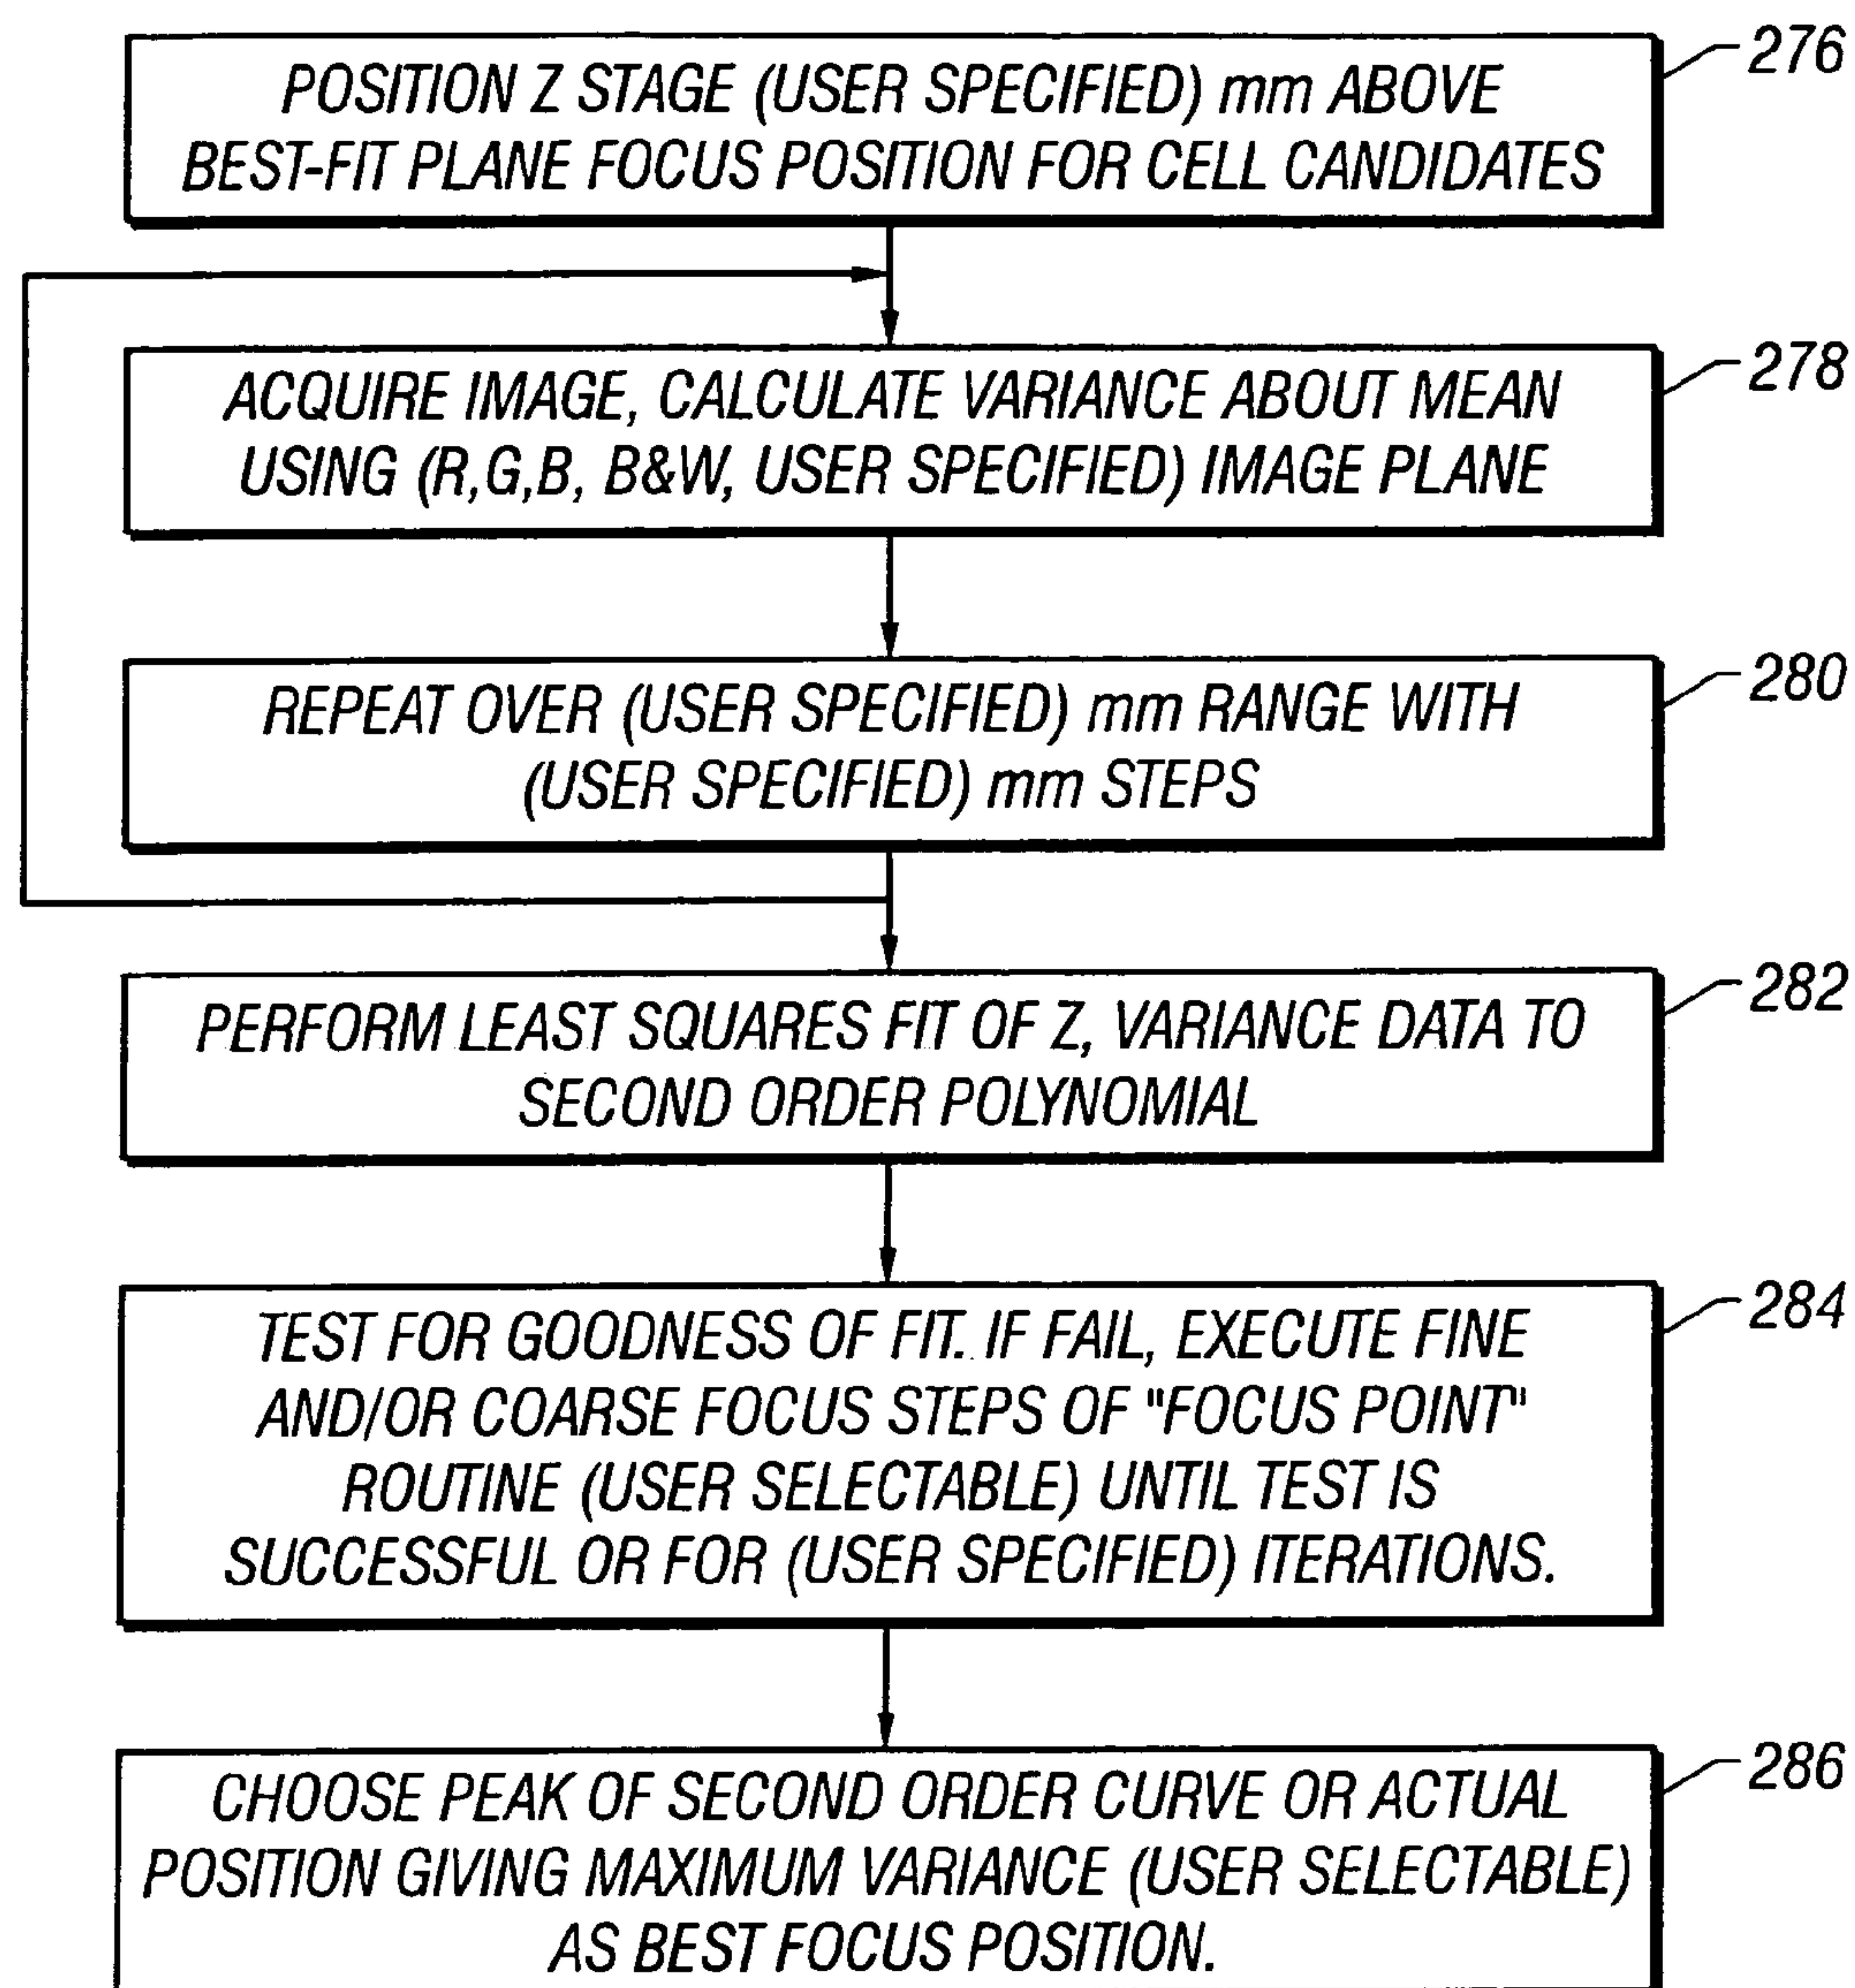 276
POSITION Z STAGE (USER SPECIFIED) mm ABOVE
BEST-FIT PLANE FOCUS POSITION FOR CELL CANDIDATES
278
ACQUIRE IMAGE, CALCULATE VARIANCE ABOUT MEAN
USING (R,G,B, B&W, USER SPECIFIED) IMAGE PLANE
280
REPEAT OVER (USER SPECIFIED) mm RANGE WITH
(USER SPECIFIED) mm STEPS
282
PERFORM LEAST SQUARES FIT OF Z, VARIANCE DATA TO
SECOND ORDER POLYNOMIAL
284
TEST FOR GOODNESS OF FIT. IF FAIL, EXECUTE FINE
AND/OR COARSE FOCUS STEPS OF "FOCUS POINT"
ROUTINE (USER SELECTABLE) UNTIL TEST IS
SUCCESSFUL OR FOR (USER SPECIFIED) ITERATIONS.
286
CHOOSE PEAK OF SECOND ORDER CURVE OR ACTUAL
POSITION GIVING MAXIMUM VARIANCE (USER SELECTABLE)
AS BEST FOCUS POSITION.